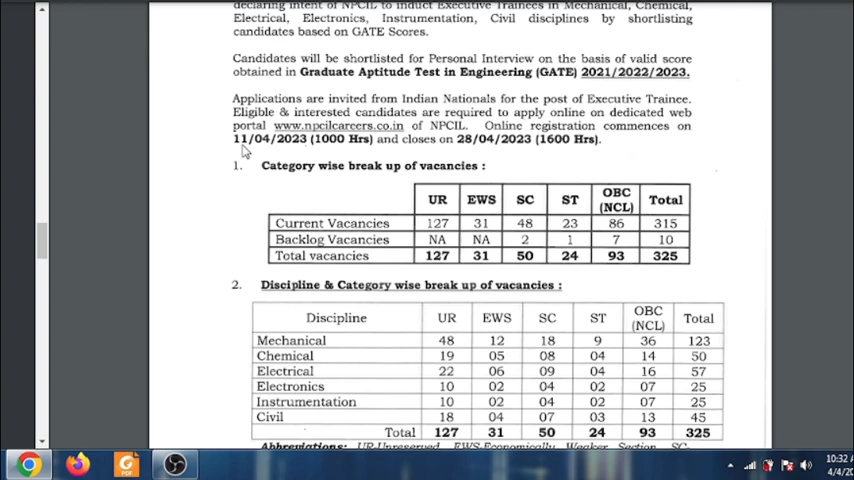 declaring intent of NPCIL to induct Executive Trainees in Mechanical, Chemical,
Electrical, Electronics, Instrumentation, Civil disciplines by shortlisting
candidates based on GATE Scores.
Candidates will be shortlisted for Personal Interview on the basis of valid score
obtained in Graduate Aptitude Test in Engineering (GATE) 2021/2022/2023.
Applications are invited from Indian Nationals for the post of Executive Trainee.
Eligible & interested candidates are required to apply online on dedicated web
portal www.npcilcareers.co.in of NPCIL. Online registration commences on
11/04/2023 (1000 Hrs) and closes on 28/04/2023 (1600 Hrs).
1. Category wise break up of vacancies :
UR EWS SC ST OBC (NCL) Total
Current Vacancies 127 31 48 23 86 315
Backlog Vacancies NA NA 2 1 7 10
Total vacancies 127 31 50 24 93 325
2. Discipline & Category wise break up of vacancies :
Discipline UR EWS SC ST OBC (NCL) Total
Mechanical 48 12 18 9 36 123
Chemical 19 05 08 04 14 50
Electrical 22 06 09 04 16 57
Electronics 10 02 04 02 07 25
Instrumentation 10 02 04 02 07 25
Civil 18 04 07 03 13 45
Total 127 31 50 24 93 325
Abbreviations: UR-Unreserved, EWS-Economically Weaker Section, SC-
PDF
10:32
4/4/20